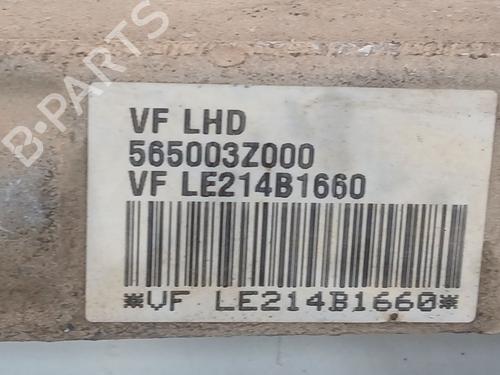 B-PARTS
VF LHD
565003Z000
VF LE214B1660
*VF LE214B1660*